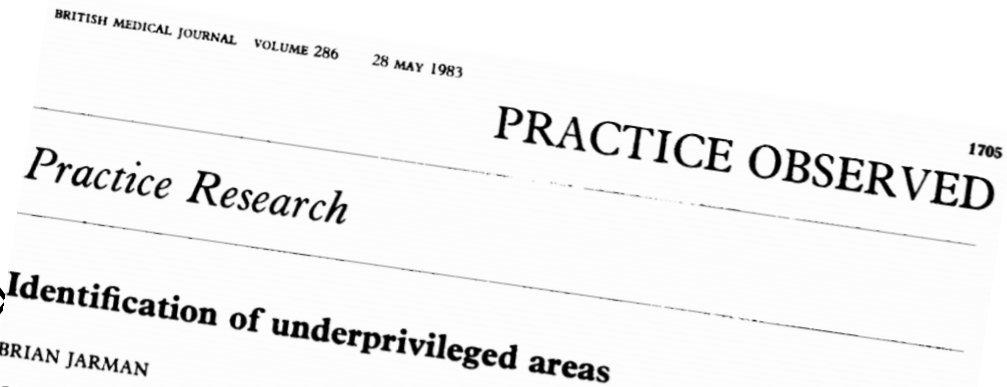 BRITISH MEDICAL JOURNAL VOLUME 286 28 MAY 1983 1705
PRACTICE OBSERVED
Practice Research
Identification of underprivileged areas
BRIAN JARMAN